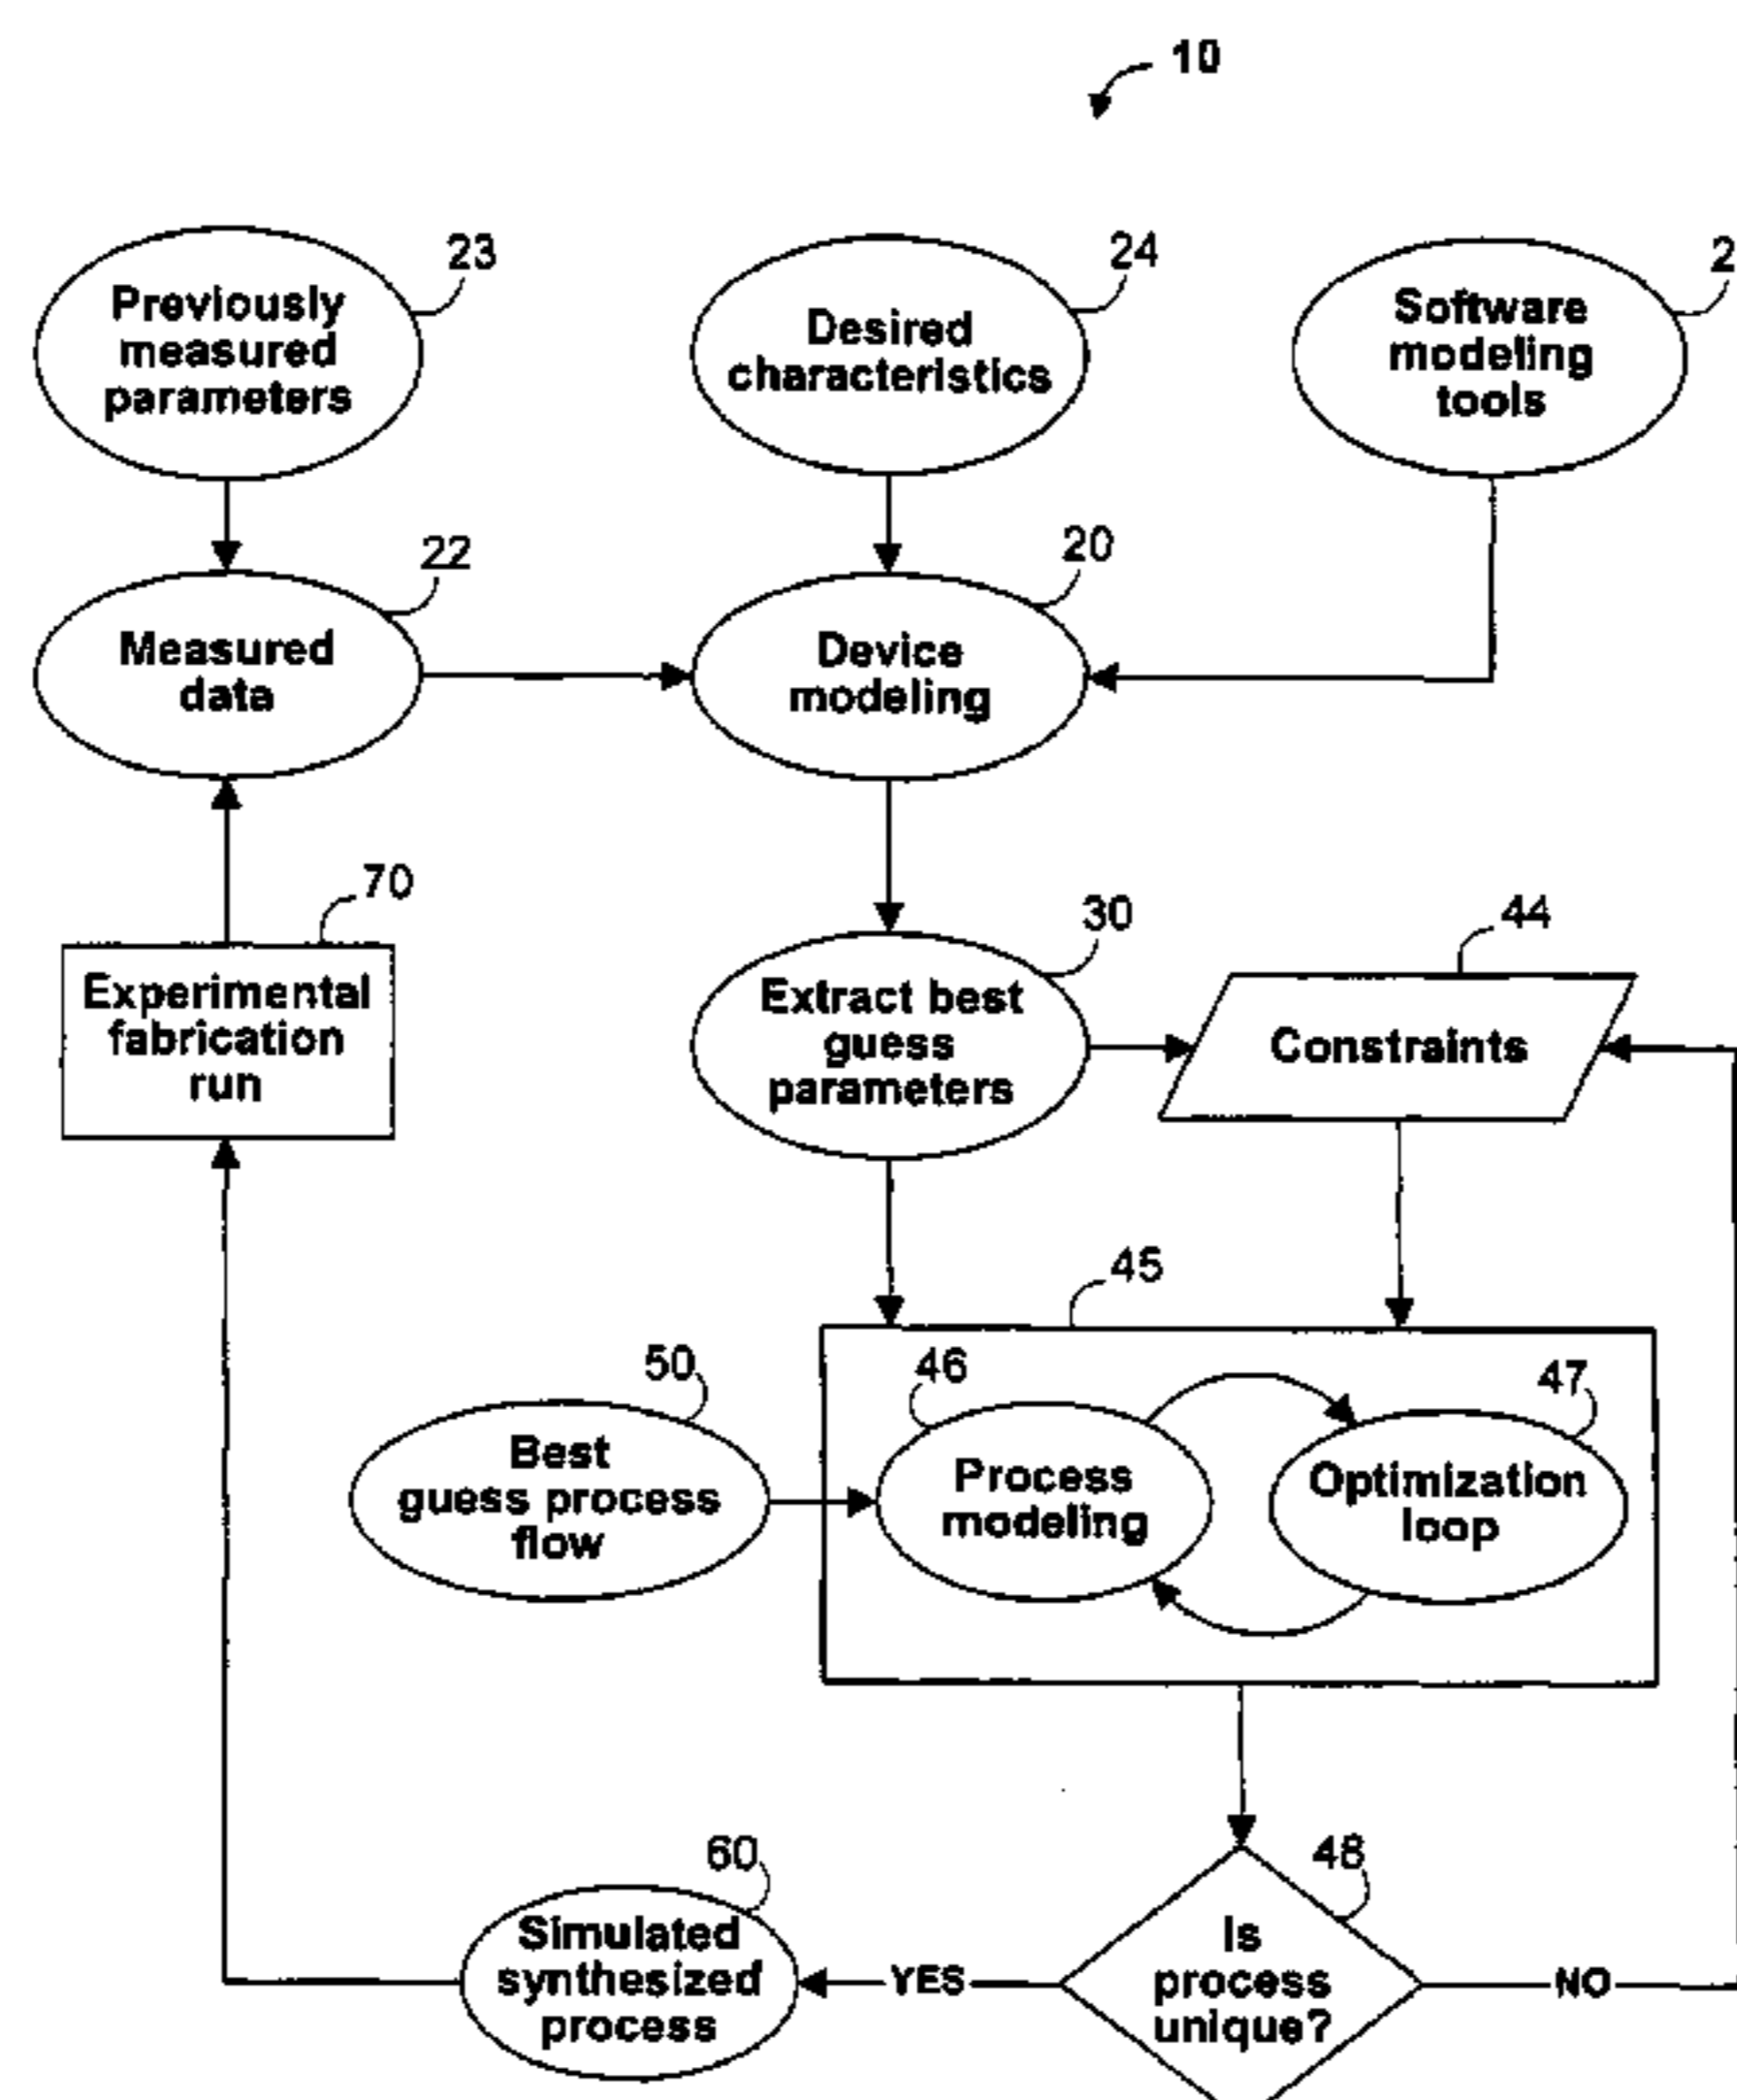 10
23
Previously
measured
parameters
24
Desired
characteristics
2
Software
modeling
tools
22
Measured
data
20
Device
modeling
70
Experimental
fabrication
run
30
Extract best
guess
parameters
44
Constraints
45
50
Best
guess process
flow
46
Process
modeling
47
Optimization
loop
60
Simulated
synthesized
process
YES
48
Is
process
unique?
NO